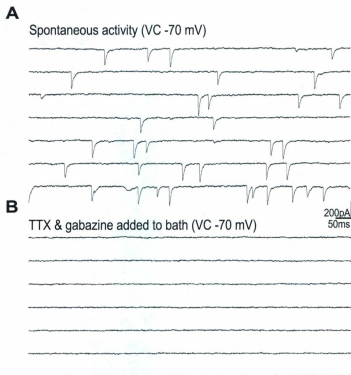 A
Spontaneous activity (VC -70 mV)
200pA
50ms
B
TTX & gabazine added to bath (VC -70 mV)